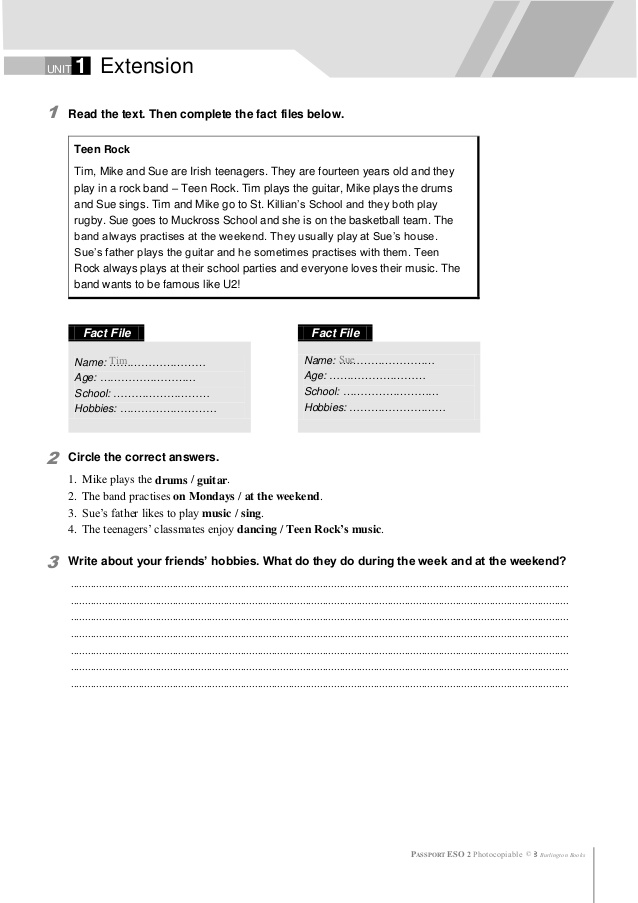 UNIT 1 Extension
1 Read the text. Then complete the fact files below.
Teen Rock
Tim, Mike and Sue are Irish teenagers. They are fourteen years old and they
play in a rock band – Teen Rock. Tim plays the guitar, Mike plays the drums
and Sue sings. Tim and Mike go to St. Killian's School and they both play
rugby. Sue goes to Muckross School and she is on the basketball team. The
band always practises at the weekend. They usually play at Sue's house.
Sue's father plays the guitar and he sometimes practises with them. Teen
Rock always plays at their school parties and everyone loves their music. The
band wants to be famous like U2!
Fact File
Name: Tim……………………
Age: ………………………
School: ………………………
Hobbies: ………………………
Fact File
Name: Sue……………………
Age: ………………………
School: ………………………
Hobbies: ………………………
2 Circle the correct answers.
1. Mike plays the drums / guitar.
2. The band practises on Mondays / at the weekend.
3. Sue's father likes to play music / sing.
4. The teenagers' classmates enjoy dancing / Teen Rock's music.
3 Write about your friends' hobbies. What do they do during the week and at the weekend?
PASSPORT ESO 2 Photocopiable © B Burlington Books